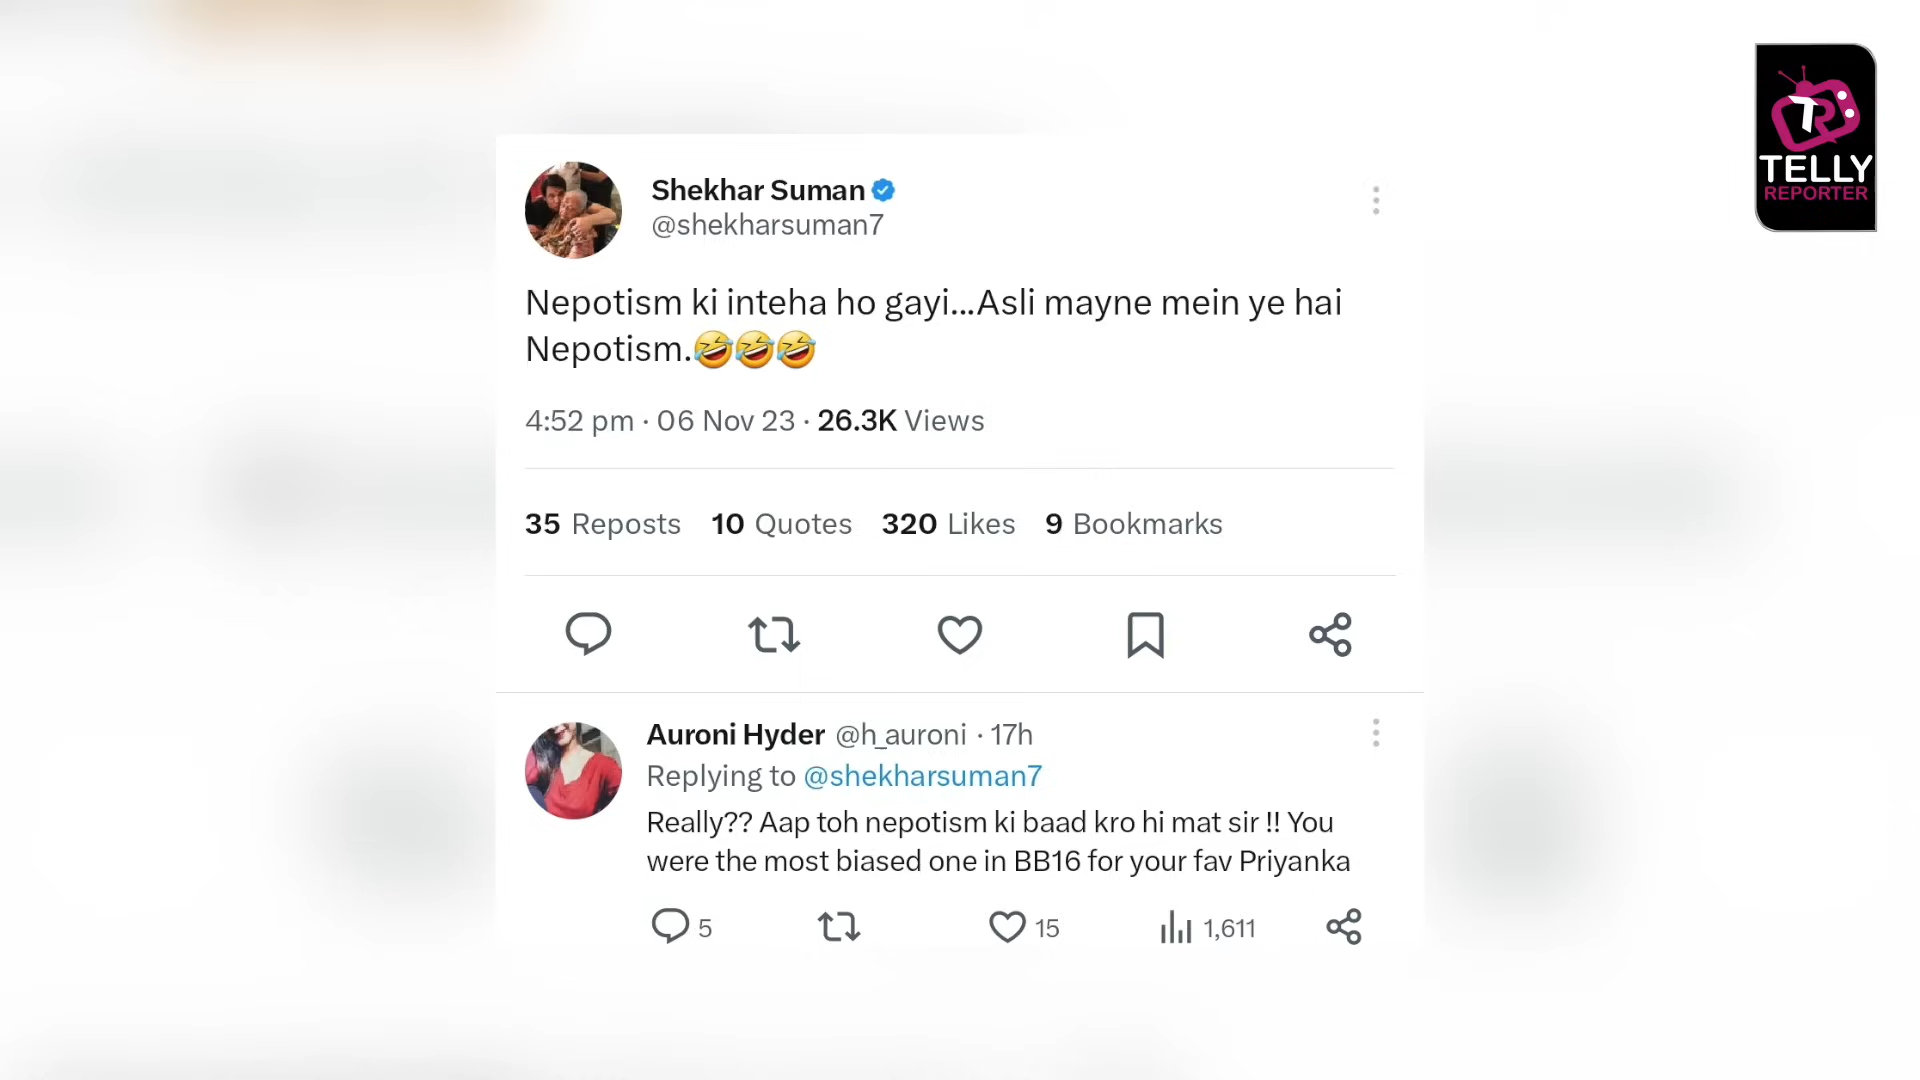 TELLY
REPORTER
Shekhar Suman
@shekharsuman7
Nepotism ki inteha ho gayi...Asli mayne mein ye hai
Nepotism.🤣🤣🤣
4:52 pm · 06 Nov 23 · 26.3K Views
35 Reposts 10 Quotes 320 Likes 9 Bookmarks
Auroni Hyder @h_auroni · 17h
Replying to @shekharsuman7
Really?? Aap toh nepotism ki baad kro hi mat sir !! You
were the most biased one in BB16 for your fav Priyanka
5 15 1,611